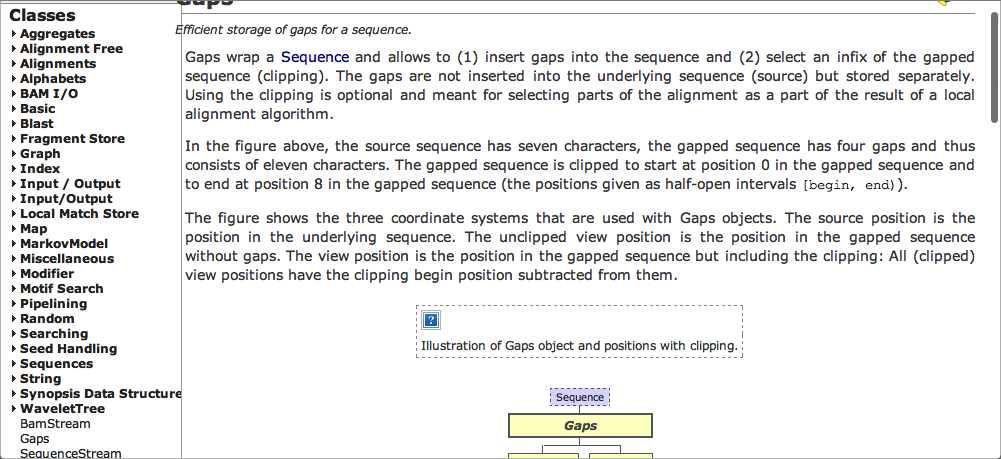 Classes
Aggregates
Alignment Free
Alignments
Alphabets
BAM I/O
Basic
Blast
Fragment Store
Graph
Index
Input / Output
Input/Output
Local Match Store
Map
MarkovModel
Miscellaneous
Modifier
Motif Search
Pipelining
Random
Searching
Seed Handling
Sequences
String
Synopsis Data Structure
WaveletTree
BamStream
Gaps
SequenceStream
Gaps
Efficient storage of gaps for a sequence.
Gaps wrap a Sequence and allows to (1) insert gaps into the sequence and (2) select an infix of the gapped
sequence (clipping). The gaps are not inserted into the underlying sequence (source) but stored separately.
Using the clipping is optional and meant for selecting parts of the alignment as a part of the result of a local
alignment algorithm.
In the figure above, the source sequence has seven characters, the gapped sequence has four gaps and thus
consists of eleven characters. The gapped sequence is clipped to start at position 0 in the gapped sequence and
to end at position 8 in the gapped sequence (the positions given as half-open intervals [begin, end)).
The figure shows the three coordinate systems that are used with Gaps objects. The source position is the
position in the underlying sequence. The unclipped view position is the position in the gapped sequence
without gaps. The view position is the position in the gapped sequence but including the clipping: All (clipped)
view positions have the clipping begin position subtracted from them.
?
Illustration of Gaps object and positions with clipping.
Sequence
Gaps